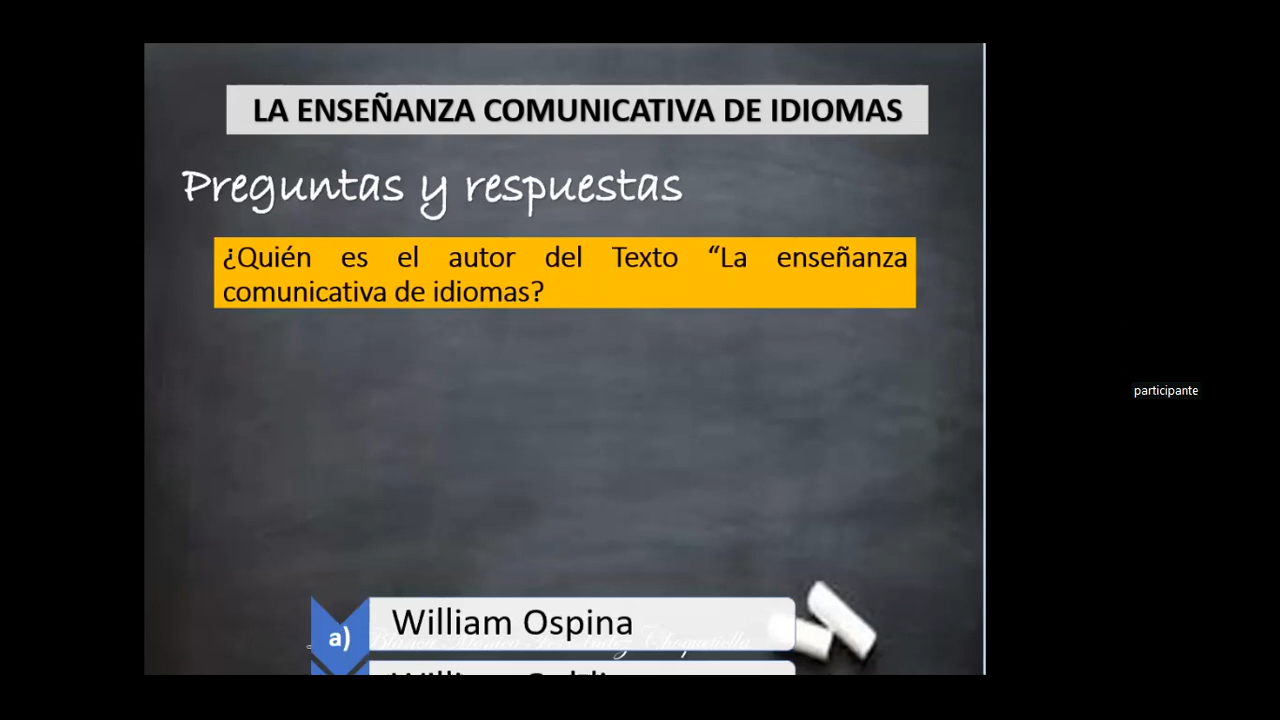 LA ENSEÑANZA COMUNICATIVA DE IDIOMAS
Preguntas y respuestas
¿Quién es el autor del Texto “La enseñanza
comunicativa de idiomas?
participante
a) William Ospina